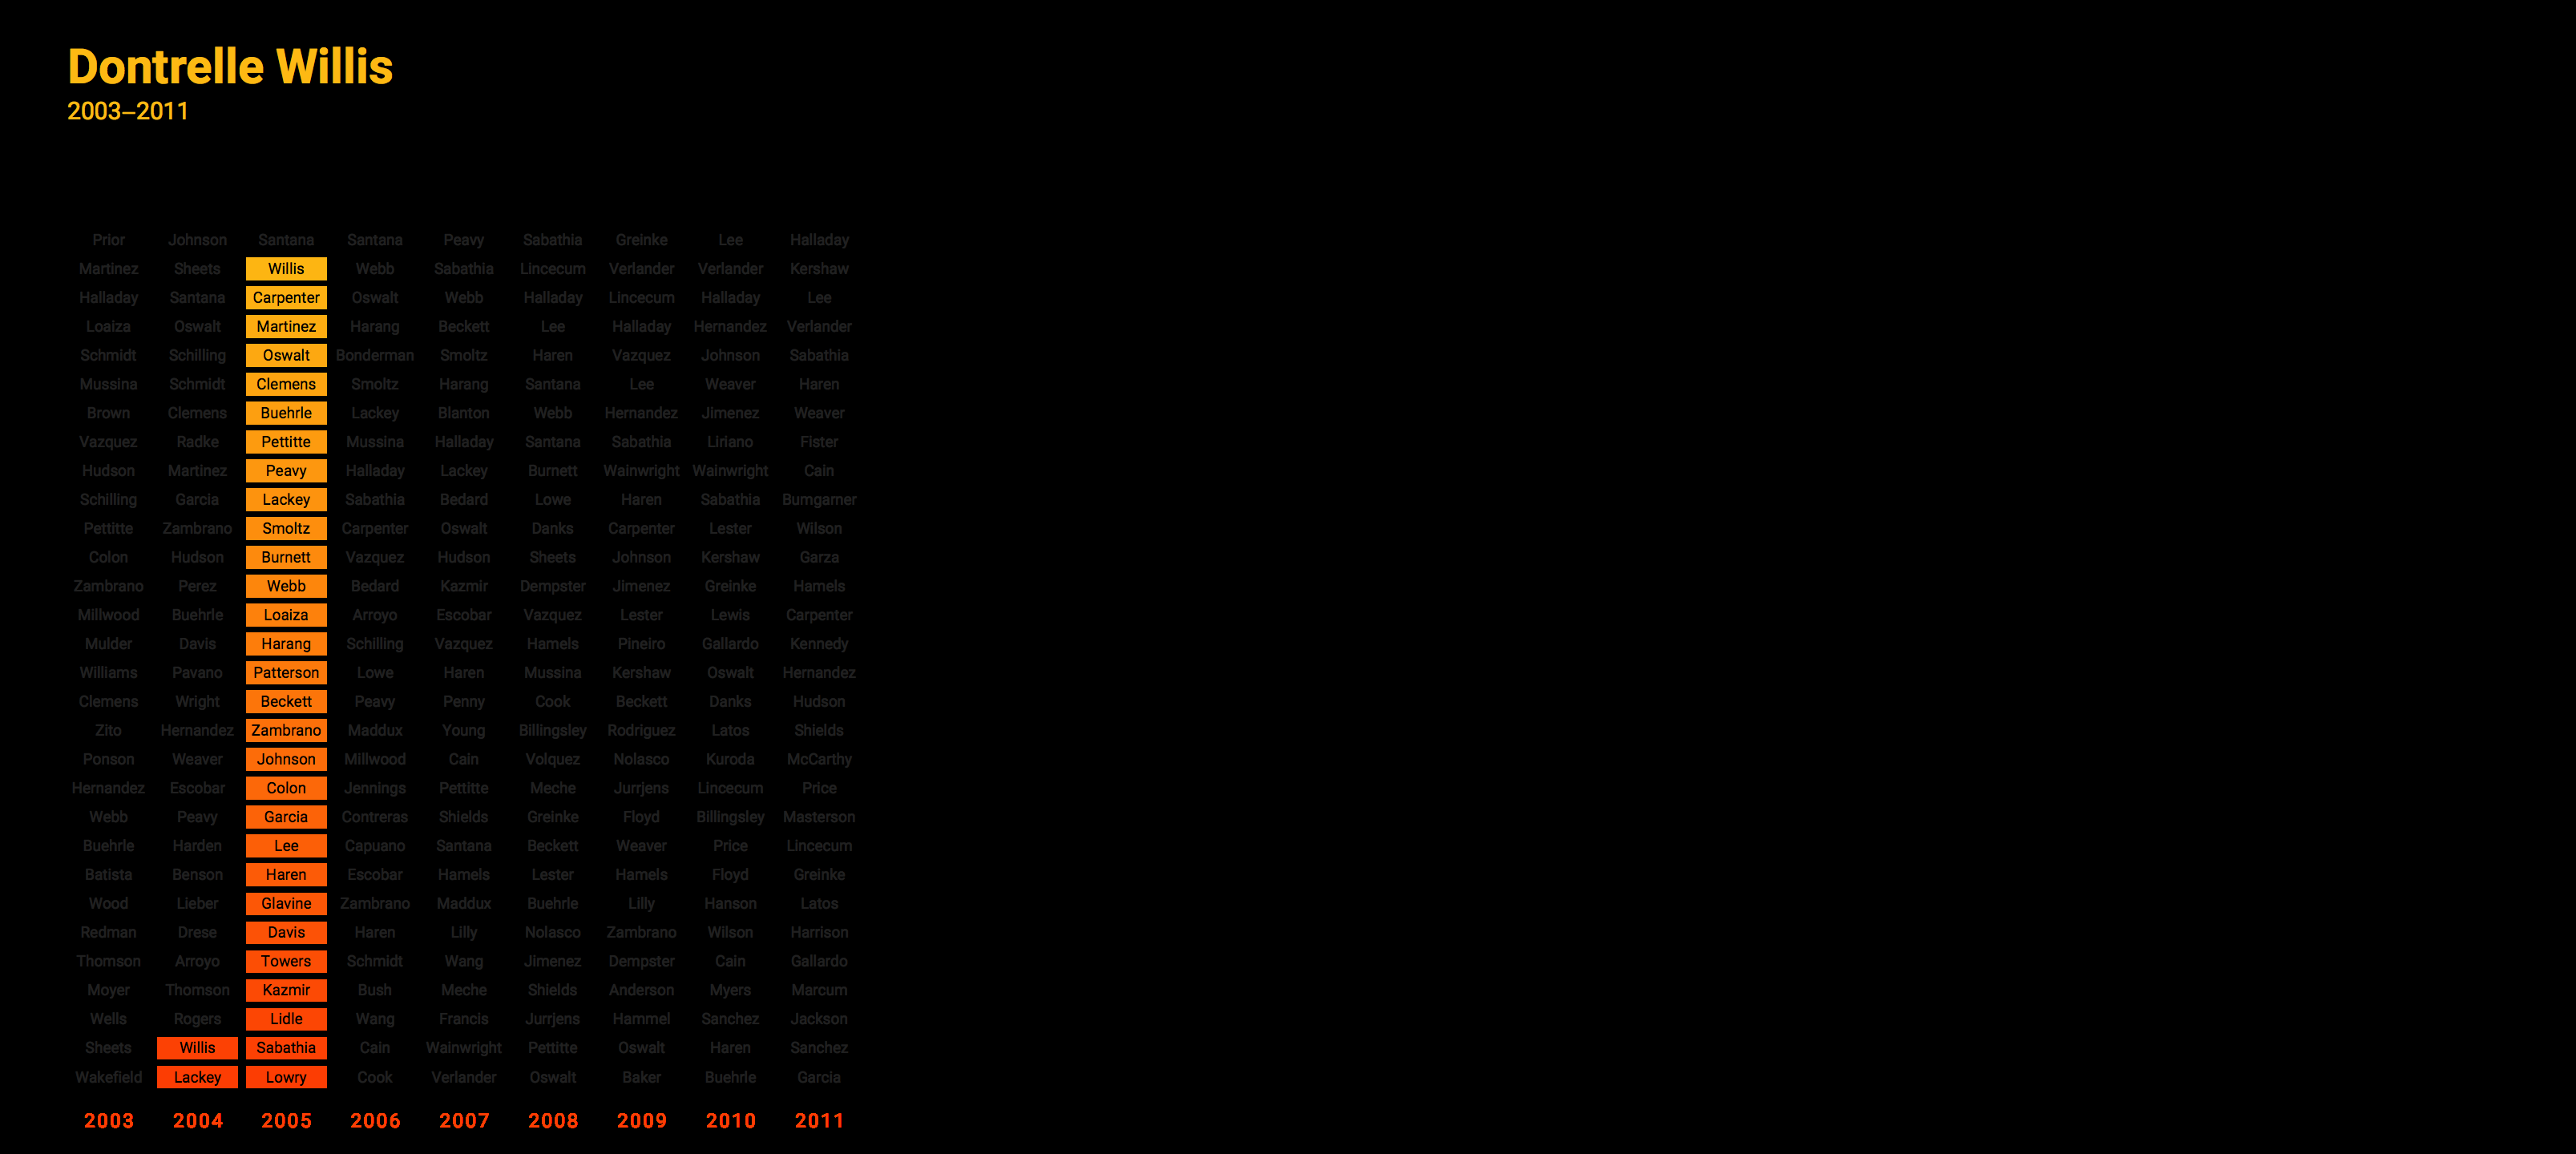 Dontrelle Willis
2003–2011
Prior Johnson Santana Santana Peavy Sabathia Greinke Lee Halladay
Martinez Sheets Willis Webb Sabathia Lincecum Verlander Verlander Kershaw
Halladay Santana Carpenter Oswalt Webb Halladay Lincecum Halladay Lee
Loaiza Oswalt Martinez Harang Beckett Lee Halladay Hernandez Verlander
Schmidt Schilling Oswalt Bonderman Smoltz Haren Vazquez Johnson Sabathia
Mussina Schmidt Clemens Smoltz Harang Santana Lee Weaver Haren
Brown Clemens Buehrle Lackey Blanton Webb Hernandez Jimenez Weaver
Vazquez Radke Pettitte Mussina Halladay Santana Sabathia Liriano Fister
Hudson Martinez Peavy Halladay Lackey Burnett Wainwright Wainwright Cain
Schilling Garcia Lackey Sabathia Bedard Lowe Haren Sabathia Bumgarner
Pettitte Zambrano Smoltz Carpenter Oswalt Danks Carpenter Lester Wilson
Colon Hudson Burnett Vazquez Hudson Sheets Johnson Kershaw Garza
Zambrano Perez Webb Bedard Kazmir Dempster Jimenez Greinke Hamels
Millwood Buehrle Loaiza Arroyo Escobar Vazquez Lester Lewis Carpenter
Mulder Davis Harang Schilling Vazquez Hamels Pineiro Gallardo Kennedy
Williams Pavano Patterson Lowe Haren Mussina Kershaw Oswalt Hernandez
Clemens Wright Beckett Peavy Penny Cook Beckett Danks Hudson
Zito Hernandez Zambrano Maddux Young Billingsley Rodriguez Latos Shields
Ponson Weaver Johnson Millwood Cain Volquez Nolasco Kuroda McCarthy
Hernandez Escobar Colon Jennings Pettitte Meche Jurrjens Lincecum Price
Webb Peavy Garcia Contreras Shields Greinke Floyd Billingsley Masterson
Buehrle Harden Lee Capuano Santana Beckett Weaver Price Lincecum
Batista Benson Haren Escobar Hamels Lester Hamels Floyd Greinke
Wood Lieber Glavine Zambrano Maddux Buehrle Lilly Hanson Latos
Redman Drese Davis Haren Lilly Nolasco Zambrano Wilson Harrison
Thomson Arroyo Towers Schmidt Wang Jimenez Dempster Cain Gallardo
Moyer Thomson Kazmir Bush Meche Shields Anderson Myers Marcum
Wells Rogers Lidle Wang Francis Jurrjens Hammel Sanchez Jackson
Sheets Willis Sabathia Cain Wainwright Pettitte Oswalt Haren Sanchez
Wakefield Lackey Lowry Cook Verlander Oswalt Baker Buehrle Garcia
2003 2004 2005 2006 2007 2008 2009 2010 2011